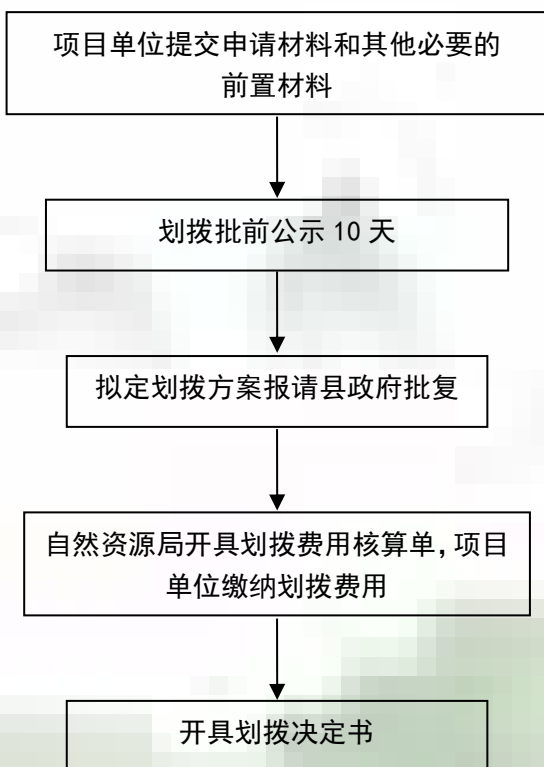 项目单位提交申请材料和其他必要的
前置材料
划拨批前公示 10 天
拟定划拨方案报请县政府批复
自然资源局开具划拨费用核算单,项目
单位缴纳划拨费用
开具划拨决定书